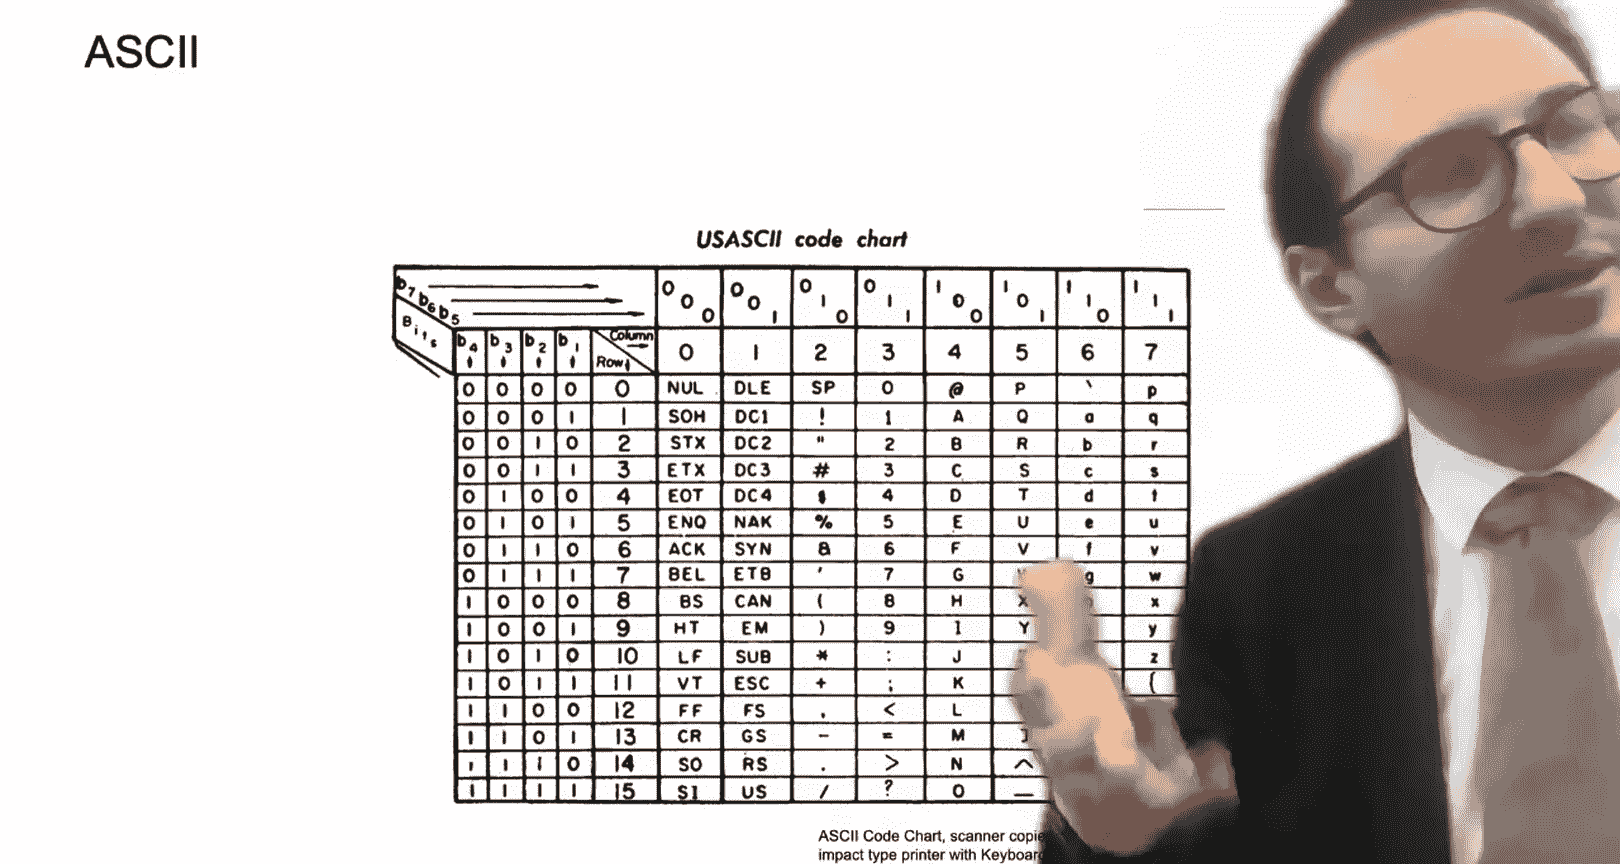 ASCII
USASCII code chart
b7 b6 b5 0 0 0 0 0 1 0 1 0 0 1 1 1 0 0 1 0 1 1 1 0 1 1 1
Bits b4 b3 b2 b1 Column
Row 0 1 2 3 4 5 6 7
0 0 0 0 0 NUL DLE SP 0 @ P ` p
0 0 0 1 1 SOH DC1 ! 1 A Q a q
0 0 1 0 2 STX DC2 " 2 B R b r
0 0 1 1 3 ETX DC3 # 3 C S c s
0 1 0 0 4 EOT DC4 $ 4 D T d t
0 1 0 1 5 ENQ NAK % 5 E U e u
0 1 1 0 6 ACK SYN & 6 F V f v
0 1 1 1 7 BEL ETB ' 7 G g w
1 0 0 0 8 BS CAN ( 8 H X x
1 0 0 1 9 HT EM ) 9 I Y y
1 0 1 0 10 LF SUB * : J z
1 0 1 1 11 VT ESC + ; K {
1 1 0 0 12 FF FS , < L
1 1 0 1 13 CR GS - = M ]
1 1 1 0 14 SO RS . > N ^
1 1 1 1 15 SI US / ? O _
ASCII Code Chart, scanner copie
impact type printer with Keyboard